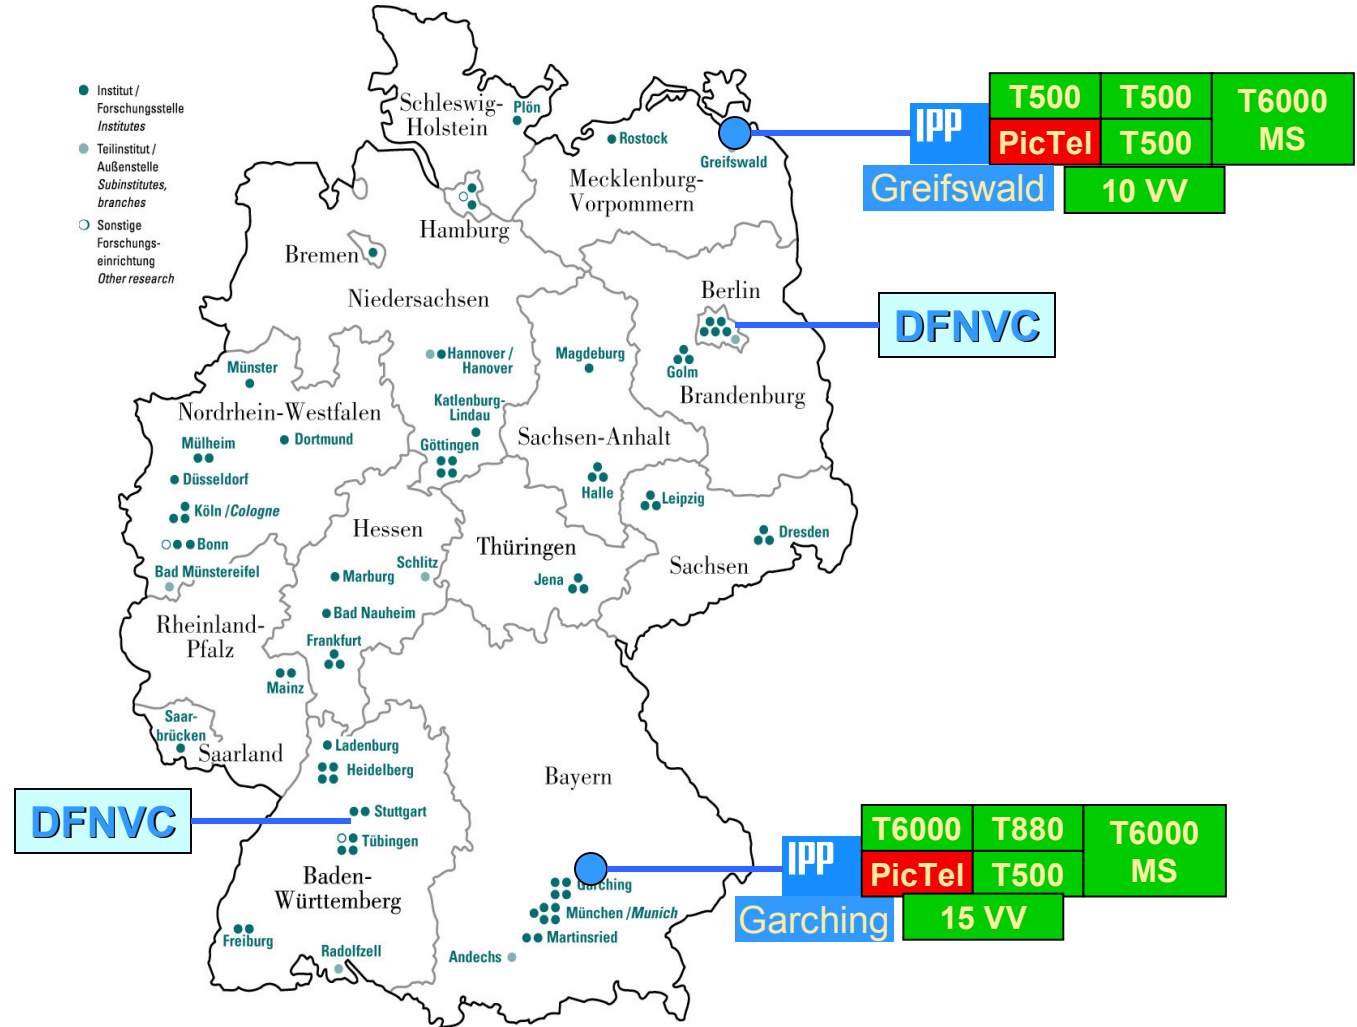 Institut /
Forschungsstelle
Institutes
Teilinstitut /
Außenstelle
Subinstitutes,
branches
Sonstige
Forschungs-
einrichtung
Other research
Schleswig-
Holstein
Plön
Rostock
Greifswald
Mecklenburg-
Vorpommern
Hamburg
Bremen
Niedersachsen
Berlin
Hannover /
Hanover
Magdeburg
Golm
Brandenburg
Münster
Nordrhein-Westfalen
Katlenburg-
Lindau
Dortmund
Göttingen
Sachsen-Anhalt
Mülheim
Düsseldorf
Halle
Leipzig
Köln /Cologne
Hessen
Dresden
Bonn
Thüringen
Sachsen
Bad Münstereifel
Schlitz
Marburg
Jena
Bad Nauheim
Rheinland-
Pfalz
Frankfurt
Mainz
Saar-
brücken
Saarland
Ladenburg
Heidelberg
Bayern
Stuttgart
Tübingen
Baden-
Württemberg
Garching
München /Munich
Martinsried
Freiburg
Radolfzell
Andechs
IPP
T500 T500 T6000
MS
PicTel T500
Greifswald
10 VV
DFNVC
DFNVC
IPP
T6000 T880 T6000
MS
PicTel T500
Garching
15 VV